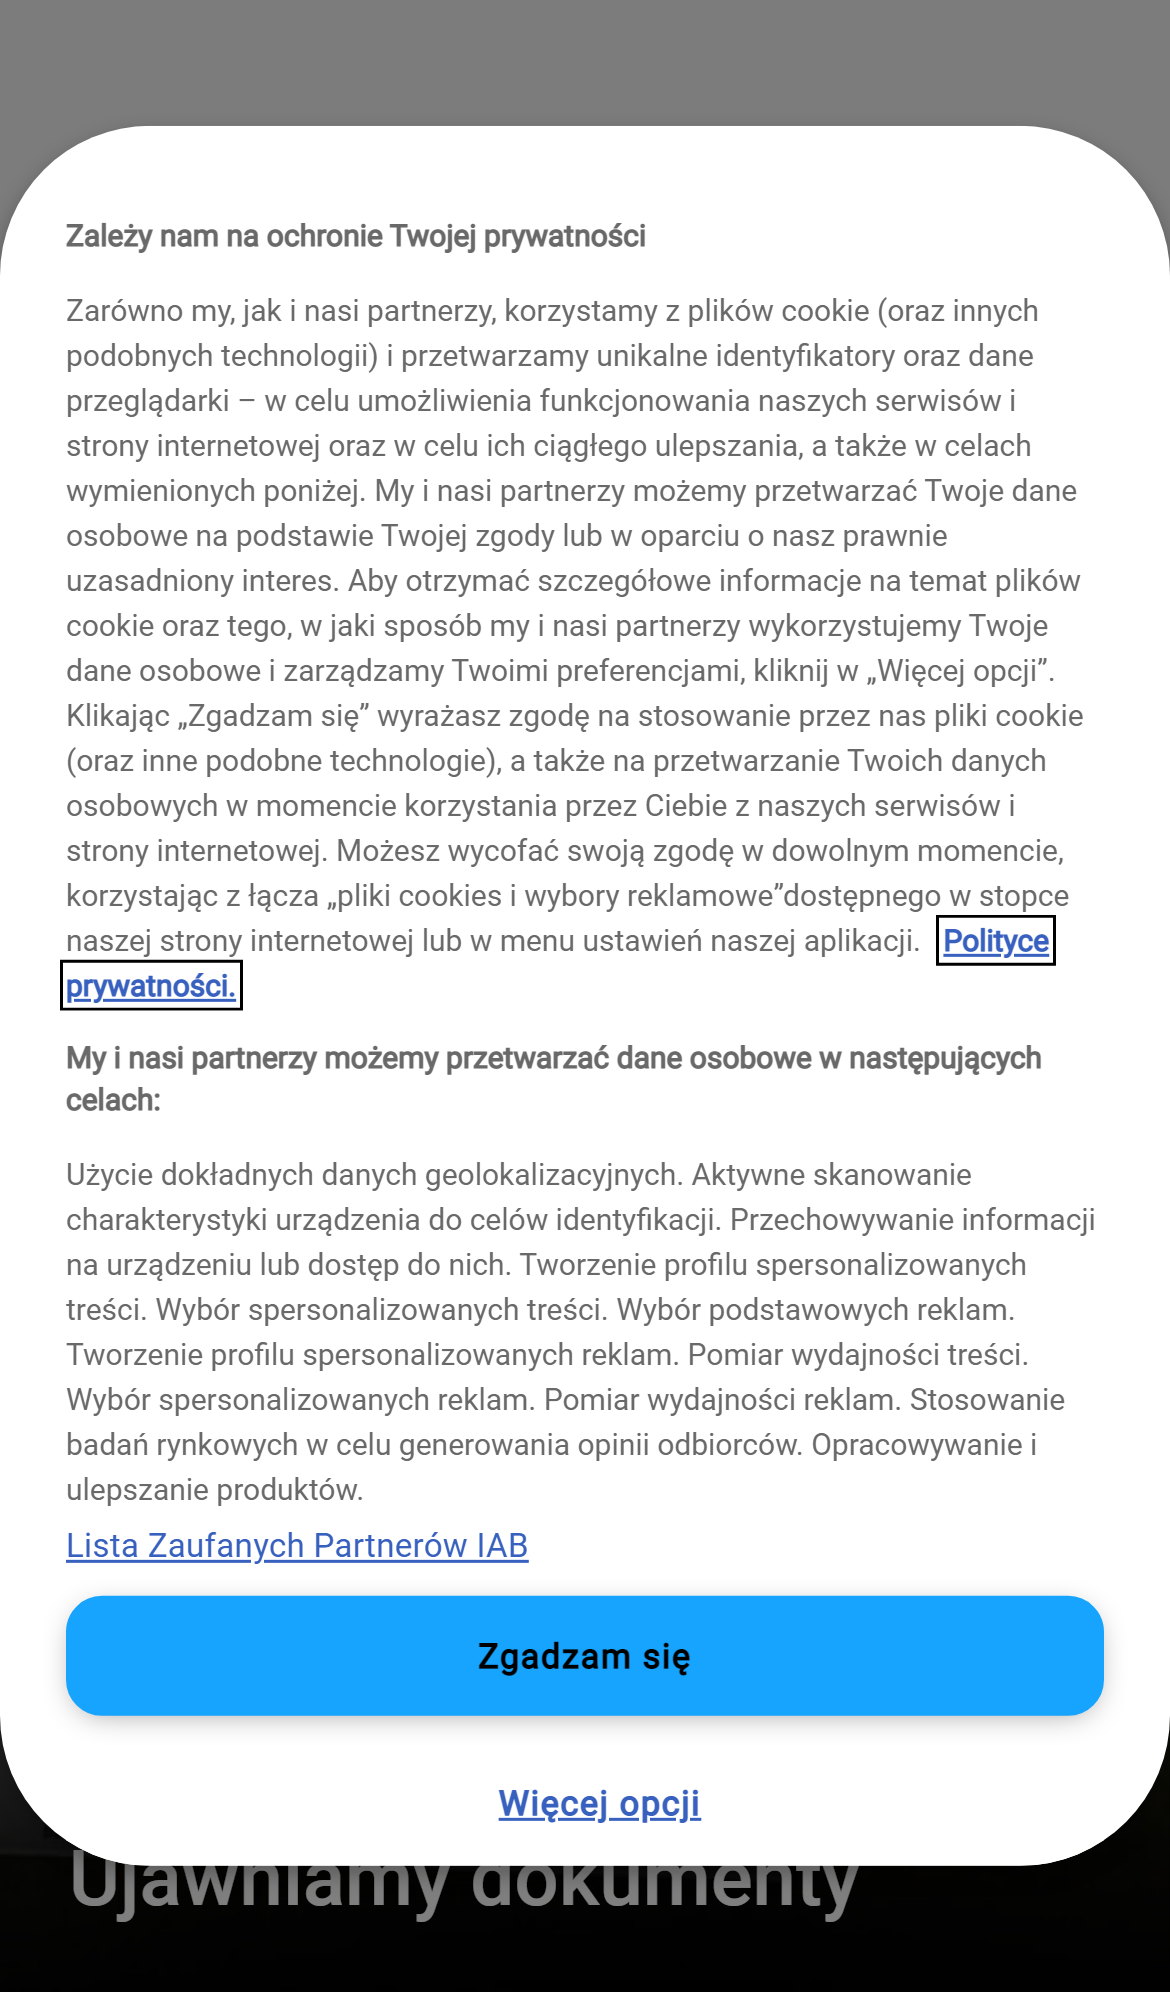 Zależy nam na ochronie Twojej prywatności
Zarówno my, jak i nasi partnerzy, korzystamy z plików cookie (oraz innych
podobnych technologii) i przetwarzamy unikalne identyfikatory oraz dane
przeglądarki – w celu umożliwienia funkcjonowania naszych serwisów i
strony internetowej oraz w celu ich ciągłego ulepszania, a także w celach
wymienionych poniżej. My i nasi partnerzy możemy przetwarzać Twoje dane
osobowe na podstawie Twojej zgody lub w oparciu o nasz prawnie
uzasadniony interes. Aby otrzymać szczegółowe informacje na temat plików
cookie oraz tego, w jaki sposób my i nasi partnerzy wykorzystujemy Twoje
dane osobowe i zarządzamy Twoimi preferencjami, kliknij w „Więcej opcji”.
Klikając „Zgadzam się” wyrażasz zgodę na stosowanie przez nas pliki cookie
(oraz inne podobne technologie), a także na przetwarzanie Twoich danych
osobowych w momencie korzystania przez Ciebie z naszych serwisów i
strony internetowej. Możesz wycofać swoją zgodę w dowolnym momencie,
korzystając z łącza „pliki cookies i wybory reklamowe”dostępnego w stopce
naszej strony internetowej lub w menu ustawień naszej aplikacji. Polityce
prywatności.
My i nasi partnerzy możemy przetwarzać dane osobowe w następujących
celach:
Użycie dokładnych danych geolokalizacyjnych. Aktywne skanowanie
charakterystyki urządzenia do celów identyfikacji. Przechowywanie informacji
na urządzeniu lub dostęp do nich. Tworzenie profilu spersonalizowanych
treści. Wybór spersonalizowanych treści. Wybór podstawowych reklam.
Tworzenie profilu spersonalizowanych reklam. Pomiar wydajności treści.
Wybór spersonalizowanych reklam. Pomiar wydajności reklam. Stosowanie
badań rynkowych w celu generowania opinii odbiorców. Opracowywanie i
ulepszanie produktów.
Lista Zaufanych Partnerów IAB
Zgadzam się
Więcej opcji
Ujawniamy dokumenty